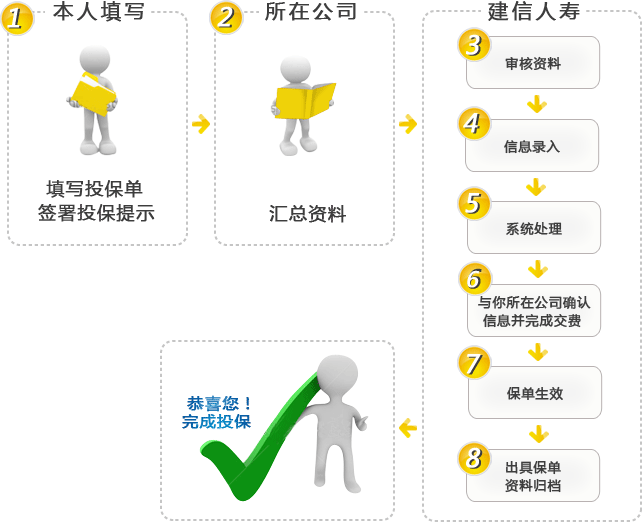 1 本人填写
填写投保单
签署投保提示
2 所在公司
汇总资料
建信人寿
3 审核资料
4 信息录入
5 系统处理
6 与你所在公司确认
信息并完成交费
7 保单生效
8 出具保单
资料归档
恭喜您！
完成投保